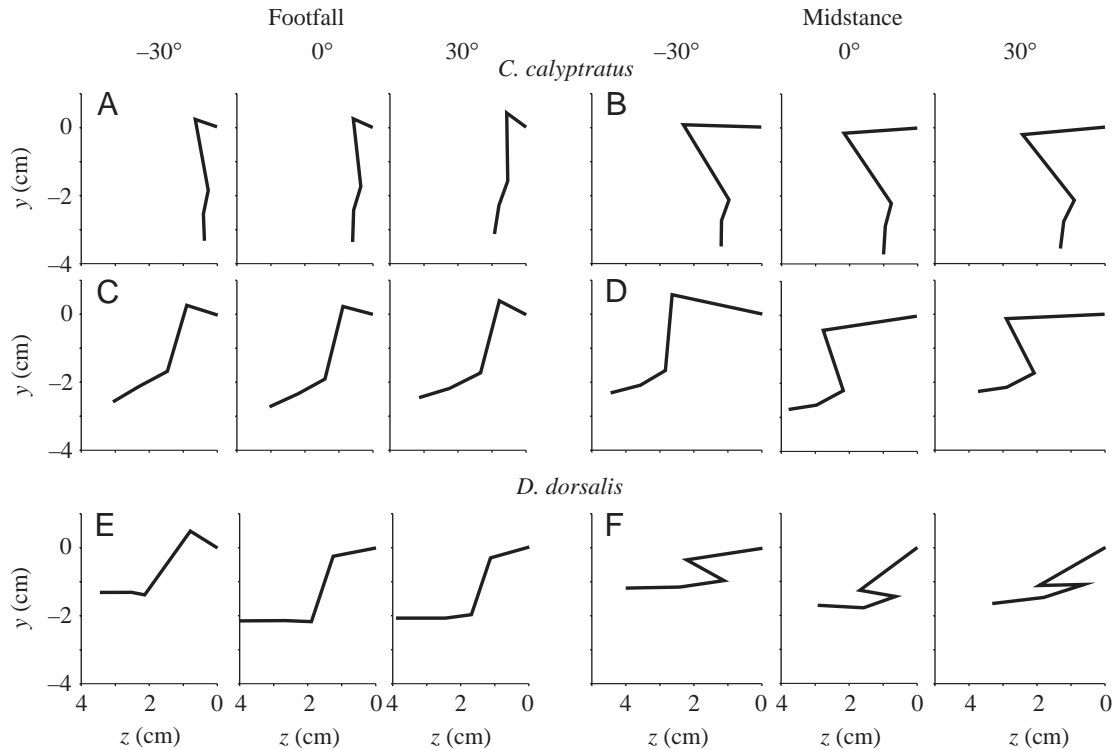 Footfall Midstance
–30° 0° 30° –30° 0° 30°
C. calyptratus
A B
0
–2
–4
y (cm)
C D
0
–2
–4
y (cm)
D. dorsalis
E F
0
–2
–4
y (cm)
4 2 0 4 2 0 4 2 0 4 2 0 4 2 0 4 2 0
z (cm) z (cm) z (cm) z (cm) z (cm) z (cm)